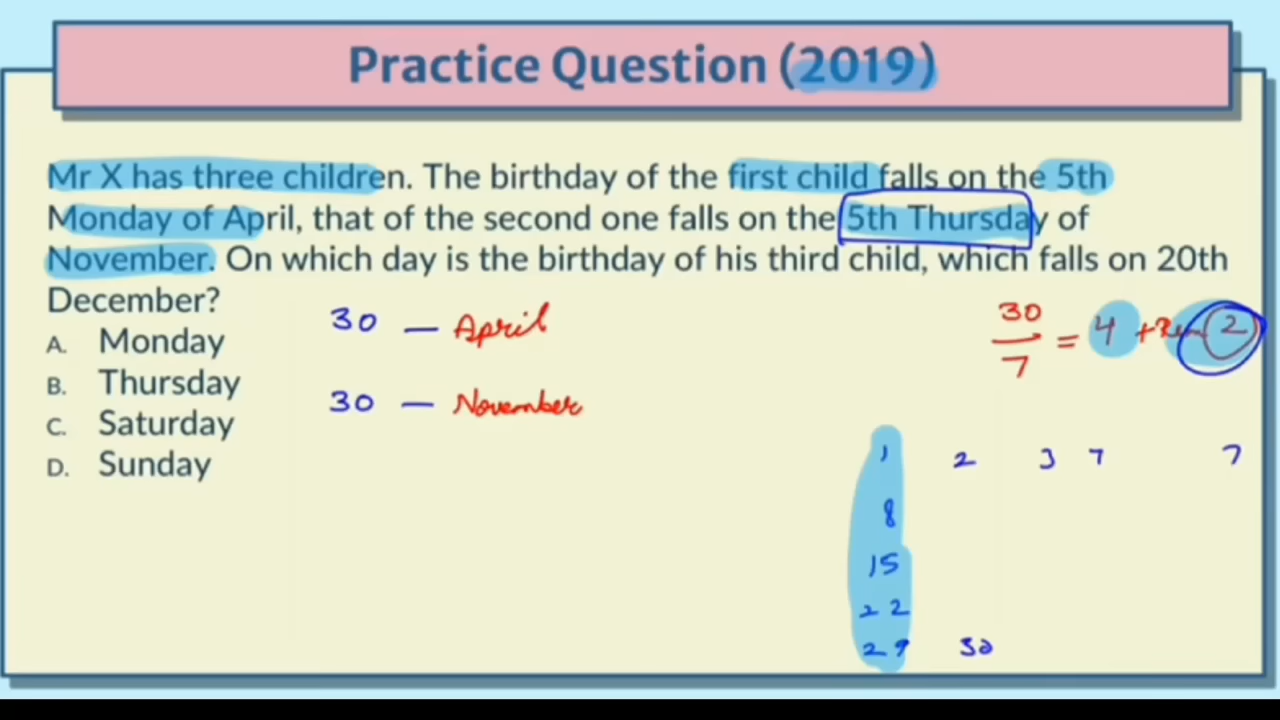 Practice Question (2019)
Mr X has three children. The birthday of the first child falls on the 5th
Monday of April, that of the second one falls on the 5th Thursday of
November. On which day is the birthday of his third child, which falls on 20th
December?
A. Monday
B. Thursday
C. Saturday
D. Sunday
30 — April
30 — November
30
7
= 4 + Rem 2
1 2 3 7 7
8
15
22
29 30